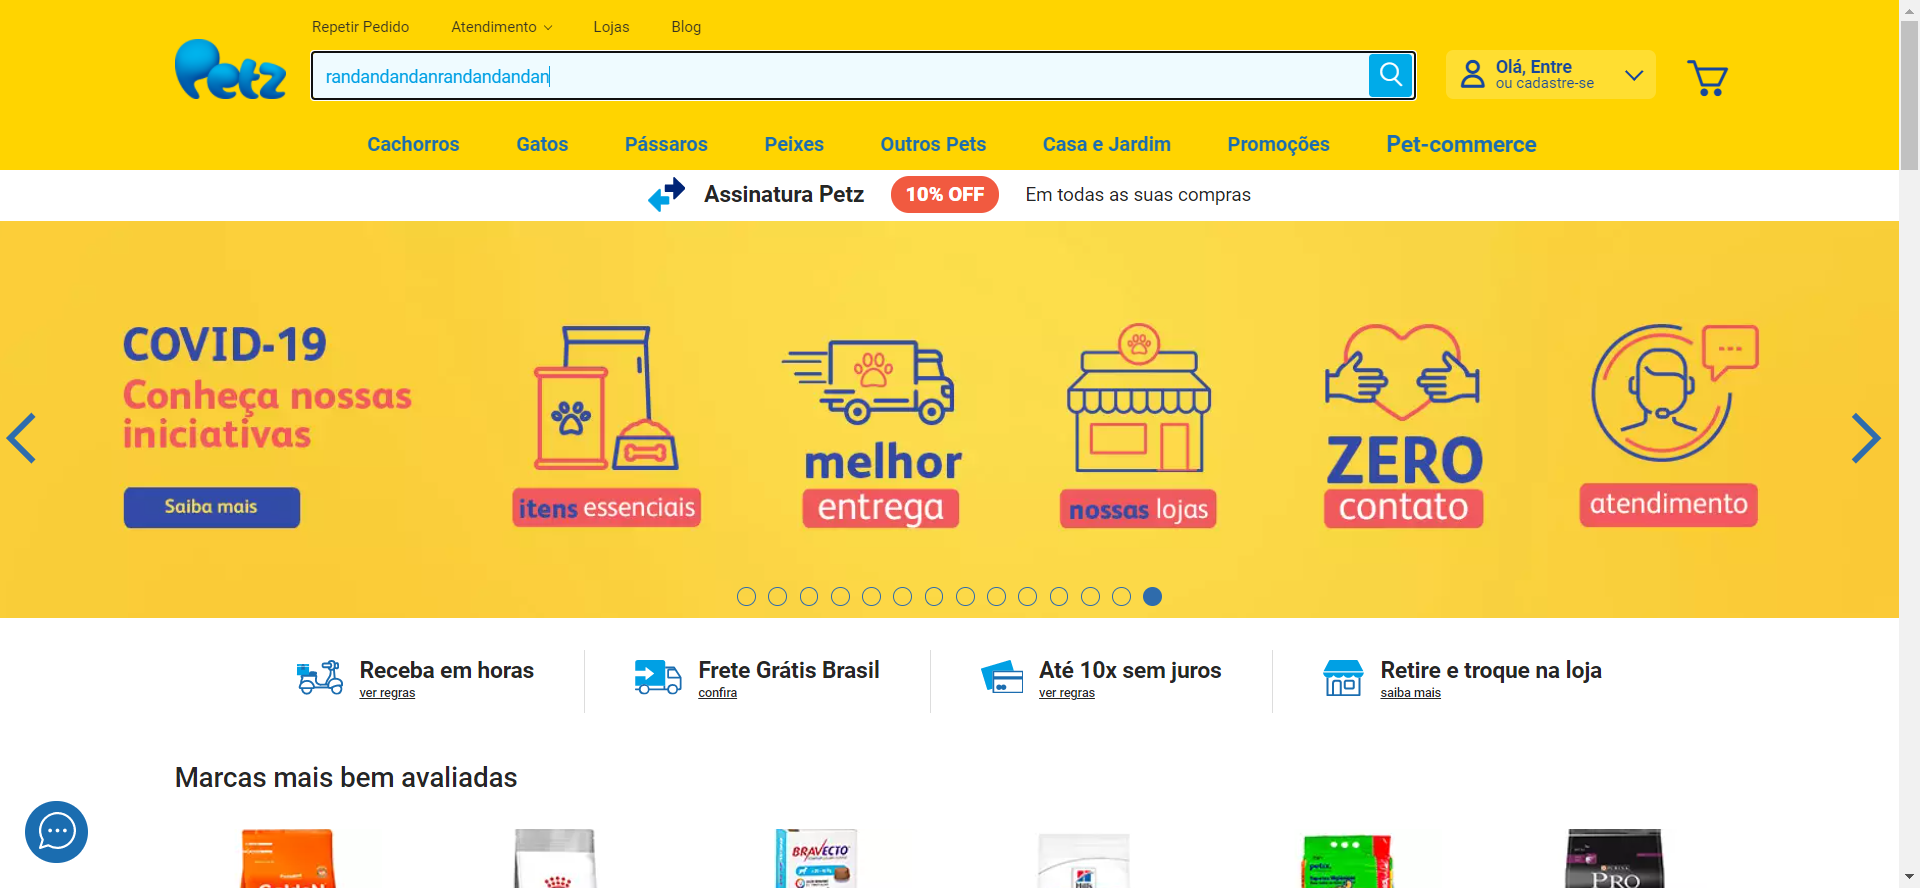 Repetir Pedido
Atendimento
Lojas
Blog
Petz
randandandanrandandandan
Olá, Entre
ou cadastre-se
Cachorros
Gatos
Pássaros
Peixes
Outros Pets
Casa e Jardim
Promoções
Pet-commerce
Assinatura Petz
10% OFF
Em todas as suas compras
COVID-19
Conheça nossas
iniciativas
Saiba mais
itens essenciais
melhor
entrega
nossas lojas
ZERO
contato
atendimento
Receba em horas
ver regras
Frete Grátis Brasil
confira
Até 10x sem juros
ver regras
Retire e troque na loja
saiba mais
Marcas mais bem avaliadas
BRAVECTO
Hill's
petix
PRO